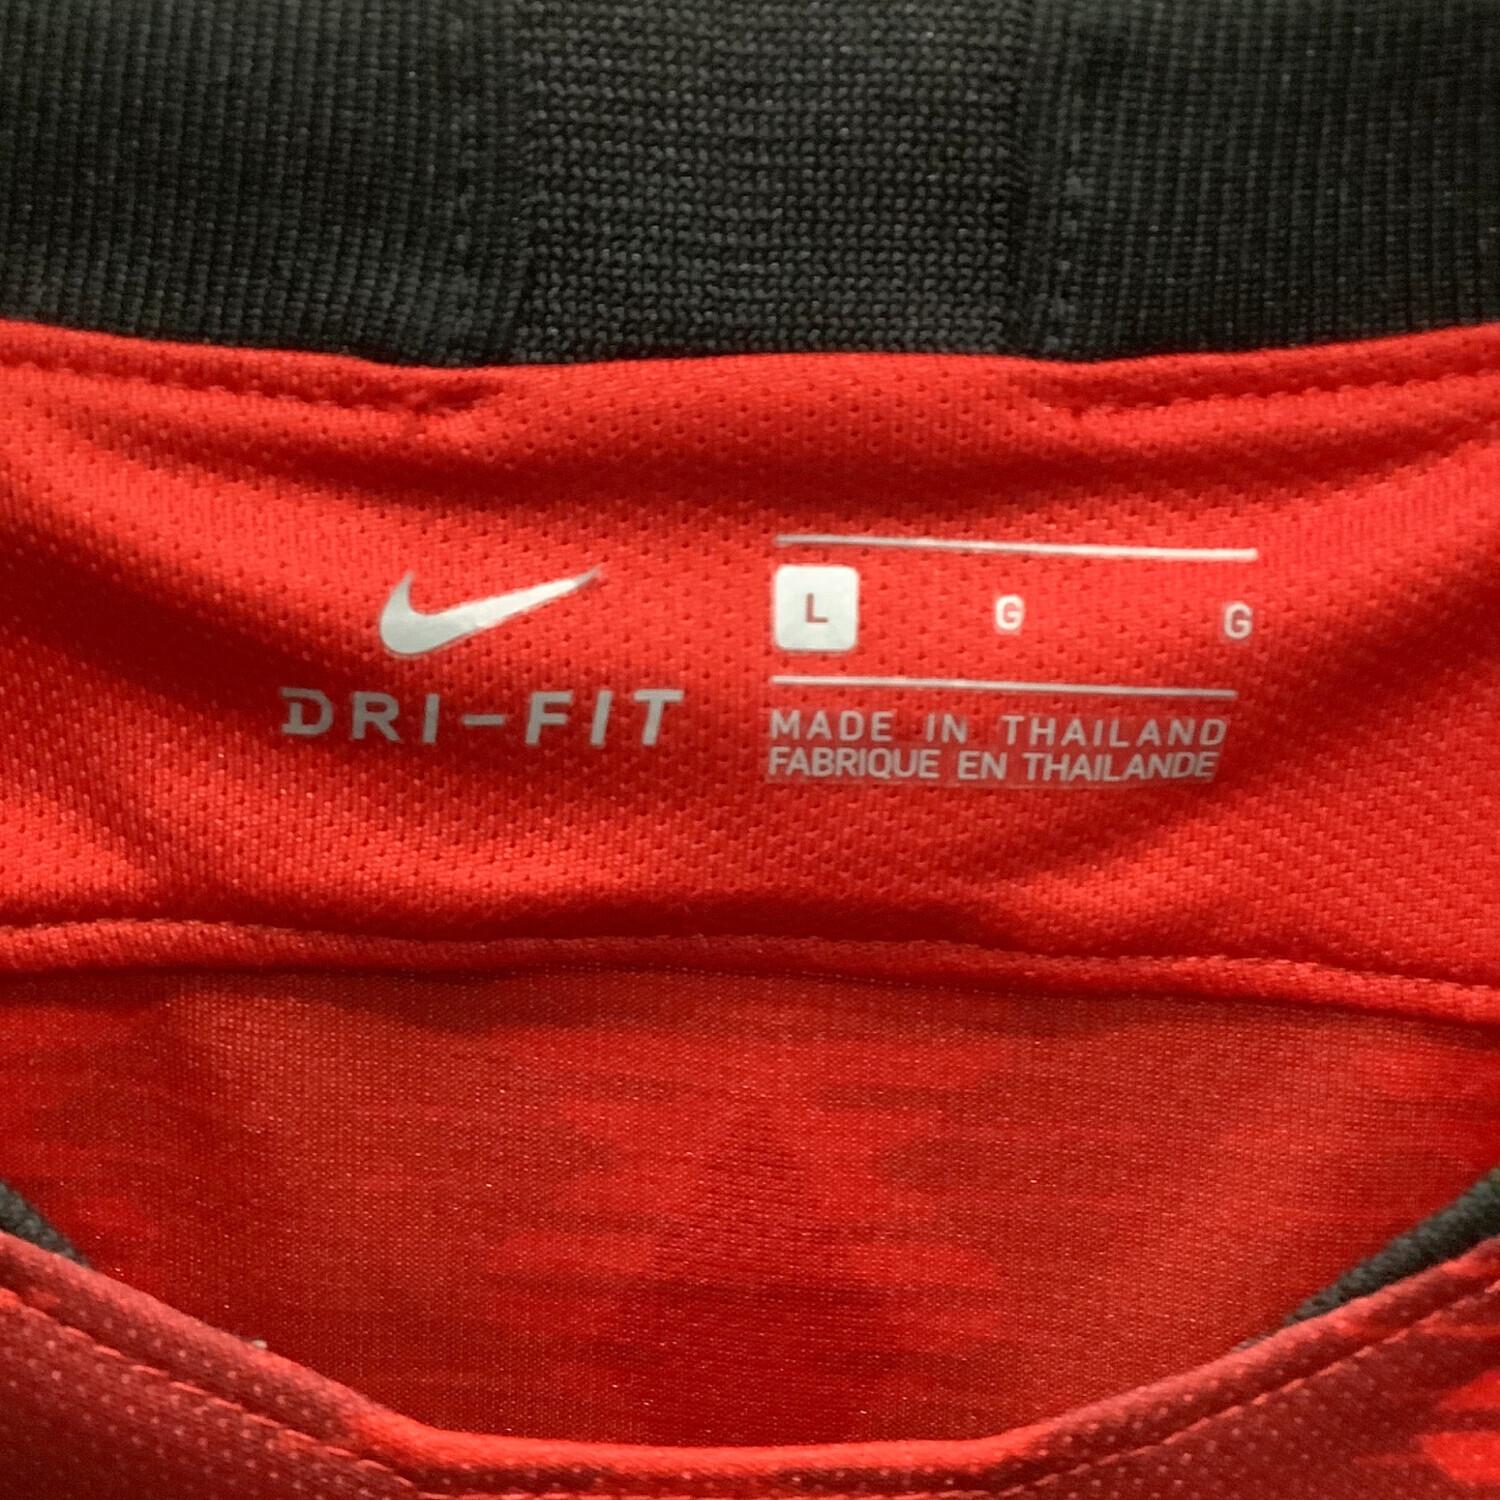 DRI-FIT
L G G
MADE IN THAILAND
FABRIQUE EN THAILANDE